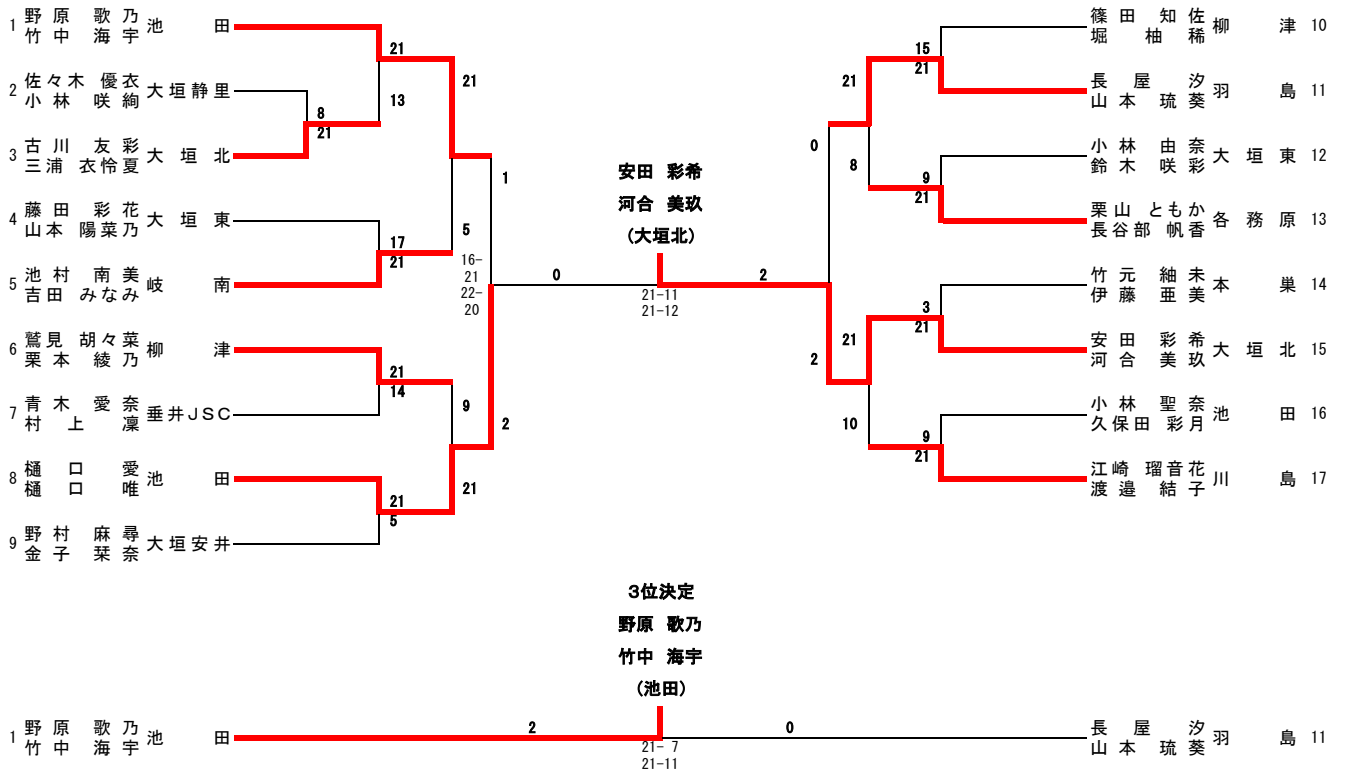 1 野原 歌乃 池 田
竹中 海宇
2 佐々木 優衣 大垣静里
小林 咲絢
3 古川 友彩 大垣北
三浦 衣怜夏
4 藤田 彩花 大垣東
山本 陽菜乃
5 池村 南美 岐 南
吉田 みなみ
6 鷲見 胡々菜 柳 津
栗本 綾乃
7 青木 愛奈 垂井JSC
村上 凜
8 樋口 愛 池 田
樋口 唯
9 野村 麻尋 大垣安井
金子 栞奈
21
13
8
21
17
21
21
14
21
5
21
5
9
21
1
2
16-
21
22-
20
0
安田 彩希
河合 美玖
(大垣北)
21-11
21-12
2
0
2
21
8
21
10
15
21
9
21
3
21
9
21
篠田 知佐 柳 津 10
堀 柚稀
長屋 汐 羽 島 11
山本 琉葵
小林 由奈 大垣東 12
鈴木 咲彩
栗山 ともか 各務原 13
長谷部 帆香
竹元 紬未 本 巣 14
伊藤 亜美
安田 彩希 大垣北 15
河合 美玖
小林 聖奈 池 田 16
久保田 彩月
江崎 瑠音花 川 島 17
渡邉 結子
3位決定
野原 歌乃
竹中 海宇
(池田)
1 野原 歌乃 池 田
竹中 海宇
2
21- 7
21-11
0
長屋 汐 羽 島 11
山本 琉葵